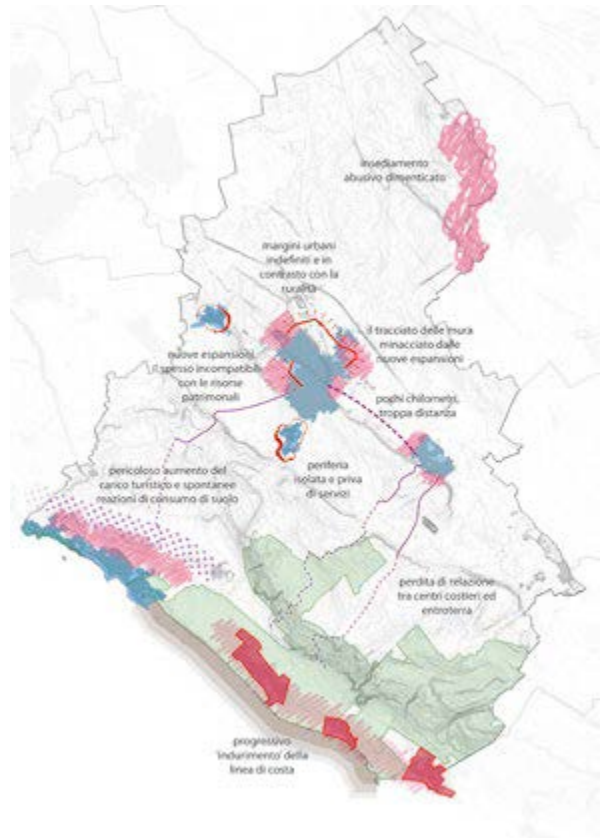 insediamento
abusivo dimenticato
margini urbani
indefiniti e in
contrasto con la
ruralità
il tracciato delle mura
minacciato dalle
nuove espansioni
nuove espansioni,
spesso incompatibili
con le risorse
patrimonali
pochi chilometri,
troppa distanza
periferia
isolata e priva
di servizi
pericoloso aumento del
carico turistico e spontanee
reazioni di consumo di suolo
perdita di relazione
tra centri costieri ed
entroterra
progressivo
'indurimento' della
linea di costa